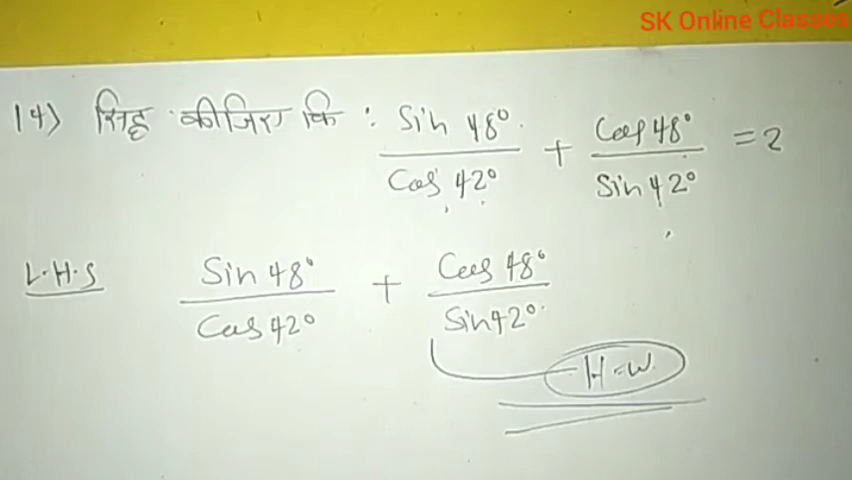 SK Online Classes
14) सिद्ध कीजिए कि : Sin 48° / Cos 42° + Cos 48° / Sin 42° = 2
L.H.S Sin 48° / Cos 42° + Cos 48° / Sin 42°
H.W.